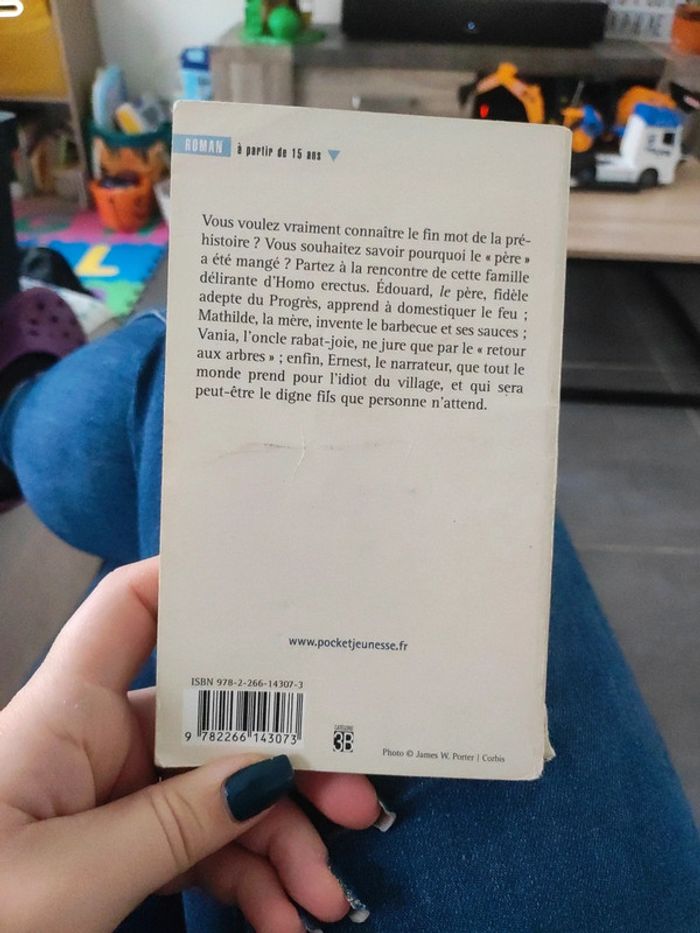 ROMAN à partir de 15 ans
Vous voulez vraiment connaître le fin mot de la pré-
histoire ? Vous souhaitez savoir pourquoi le « père »
a été mangé ? Partez à la rencontre de cette famille
délirante d'Homo erectus. Édouard, le père, fidèle
adepte du Progrès, apprend à domestiquer le feu ;
Mathilde, la mère, invente le barbecue et ses sauces ;
Vania, l'oncle rabat-joie, ne jure que par le « retour
aux arbres » ; enfin, Ernest, le narrateur, que tout le
monde prend pour l'idiot du village, et qui sera
peut-être le digne fils que personne n'attend.
www.pocketjeunesse.fr
ISBN 978-2-266-14307-3
9 782266 143073
CATÉGORIE
3B
Photo © James W. Porter | Corbis